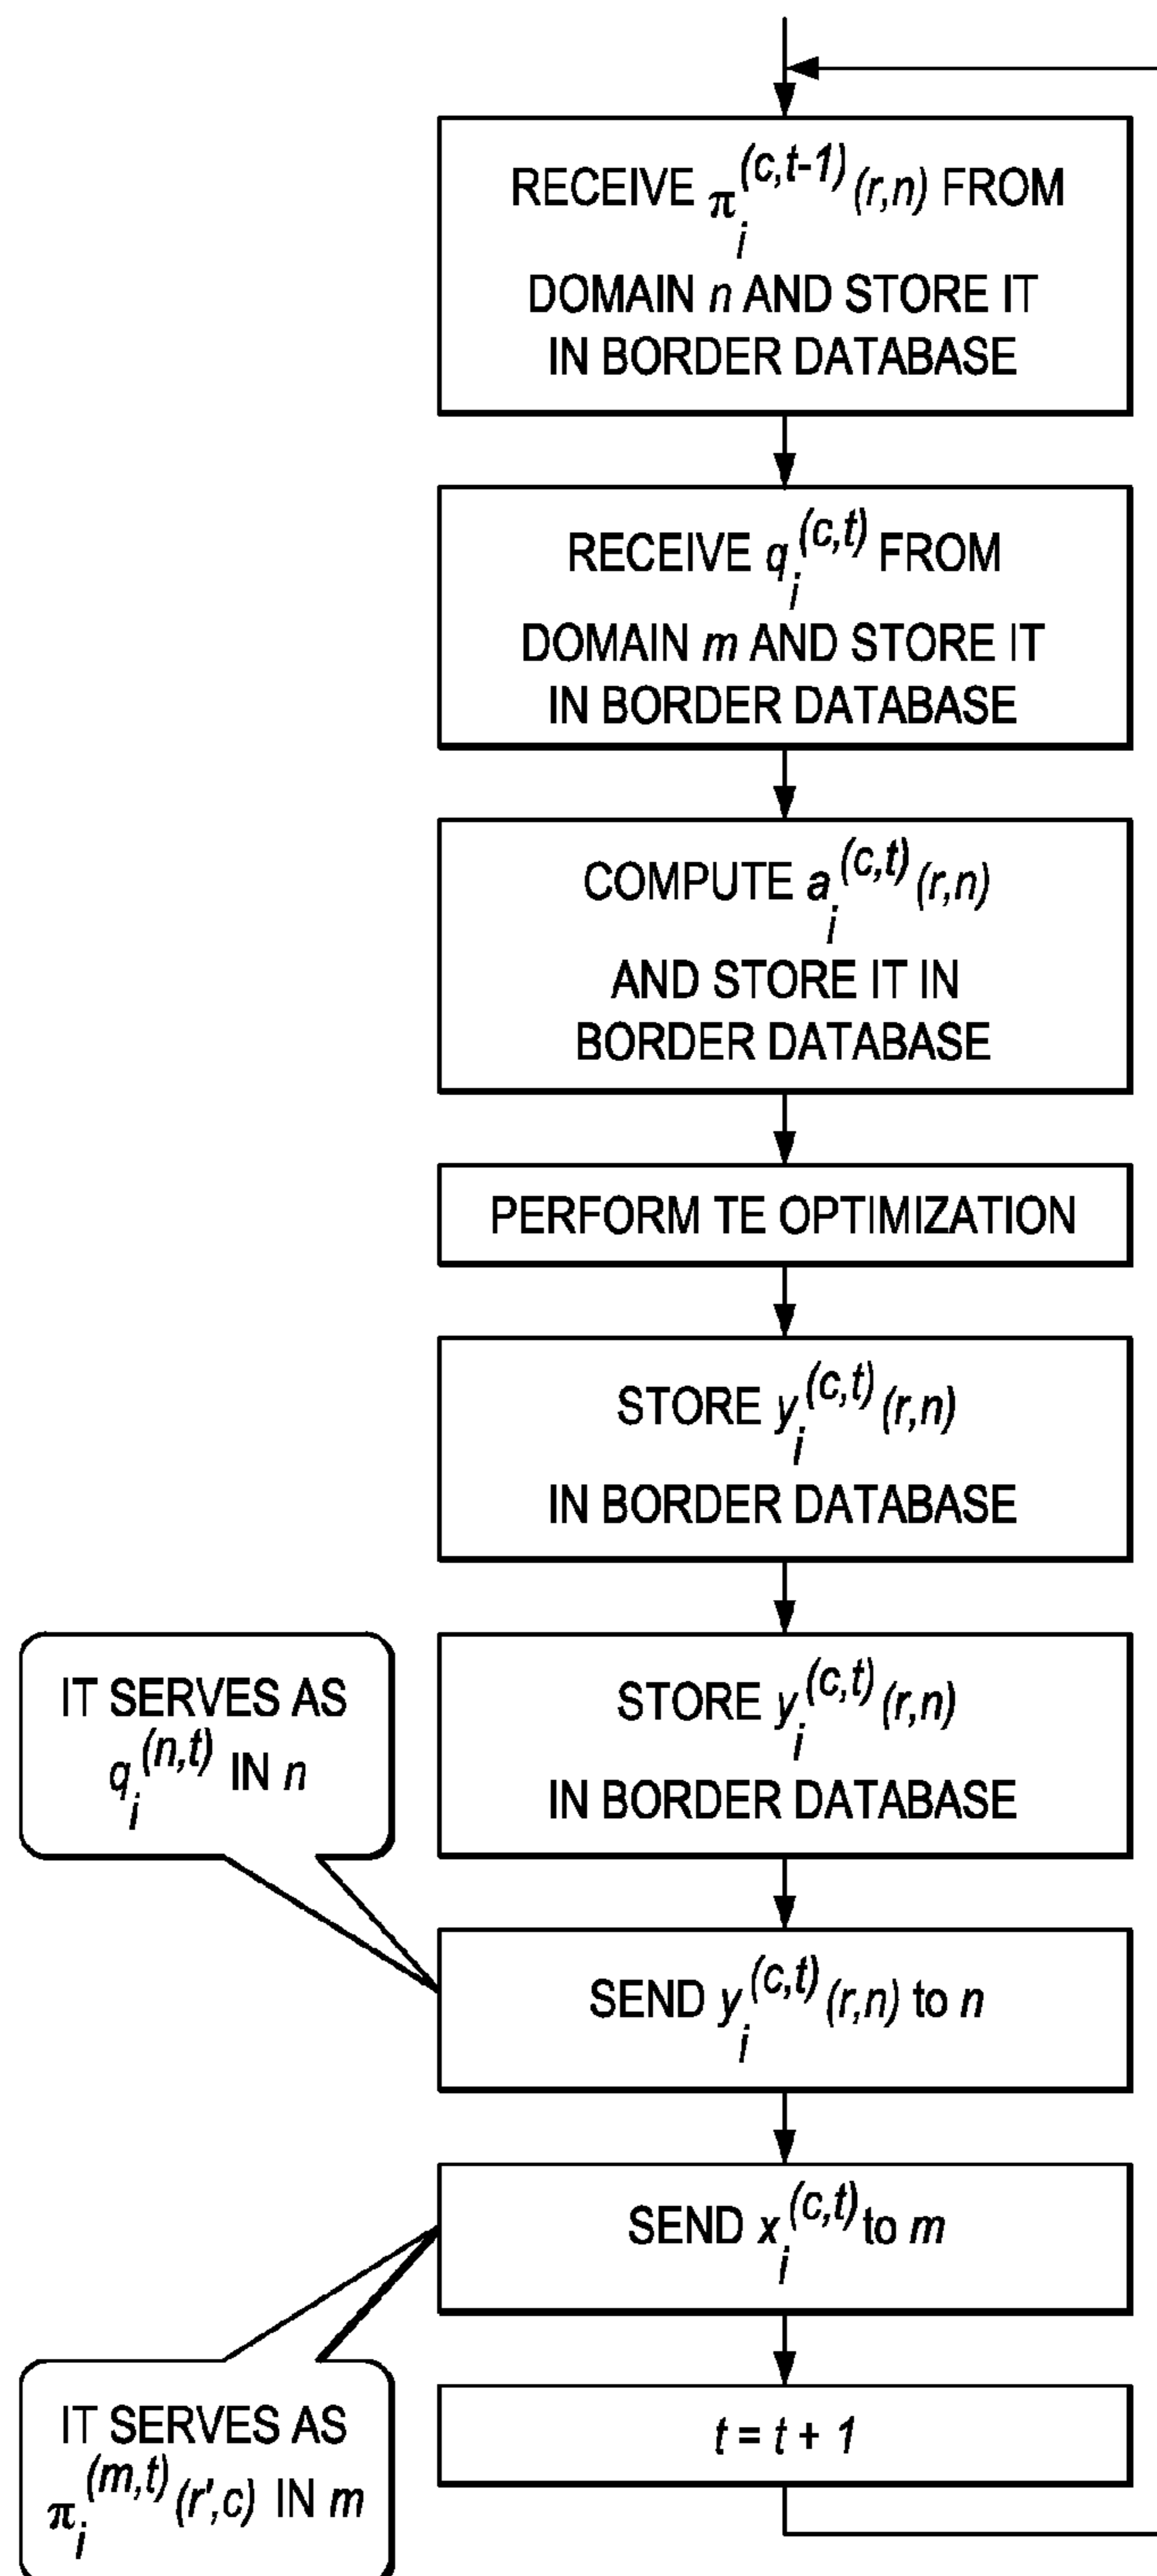 RECEIVE π_i^(c,t-1)(r,n) FROM
DOMAIN n AND STORE IT
IN BORDER DATABASE
RECEIVE q_i^(c,t) FROM
DOMAIN m AND STORE IT
IN BORDER DATABASE
COMPUTE a_i^(c,t)(r,n)
AND STORE IT IN
BORDER DATABASE
PERFORM TE OPTIMIZATION
STORE y_i^(c,t)(r,n)
IN BORDER DATABASE
STORE y_i^(c,t)(r,n)
IN BORDER DATABASE
IT SERVES AS
q_i^(n,t) IN n
SEND y_i^(c,t)(r,n) to n
SEND x_i^(c,t) to m
IT SERVES AS
π_i^(m,t)(r',c) IN m
t = t + 1